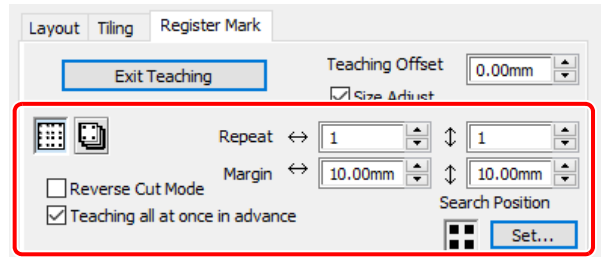 Layout Tiling Register Mark
Exit Teaching Teaching Offset 0.00mm
Size Adjust
Repeat ↔ 1 ↕ 1
Margin ↔ 10.00mm ↕ 10.00mm
Reverse Cut Mode
Search Position
Teaching all at once in advance
Set...